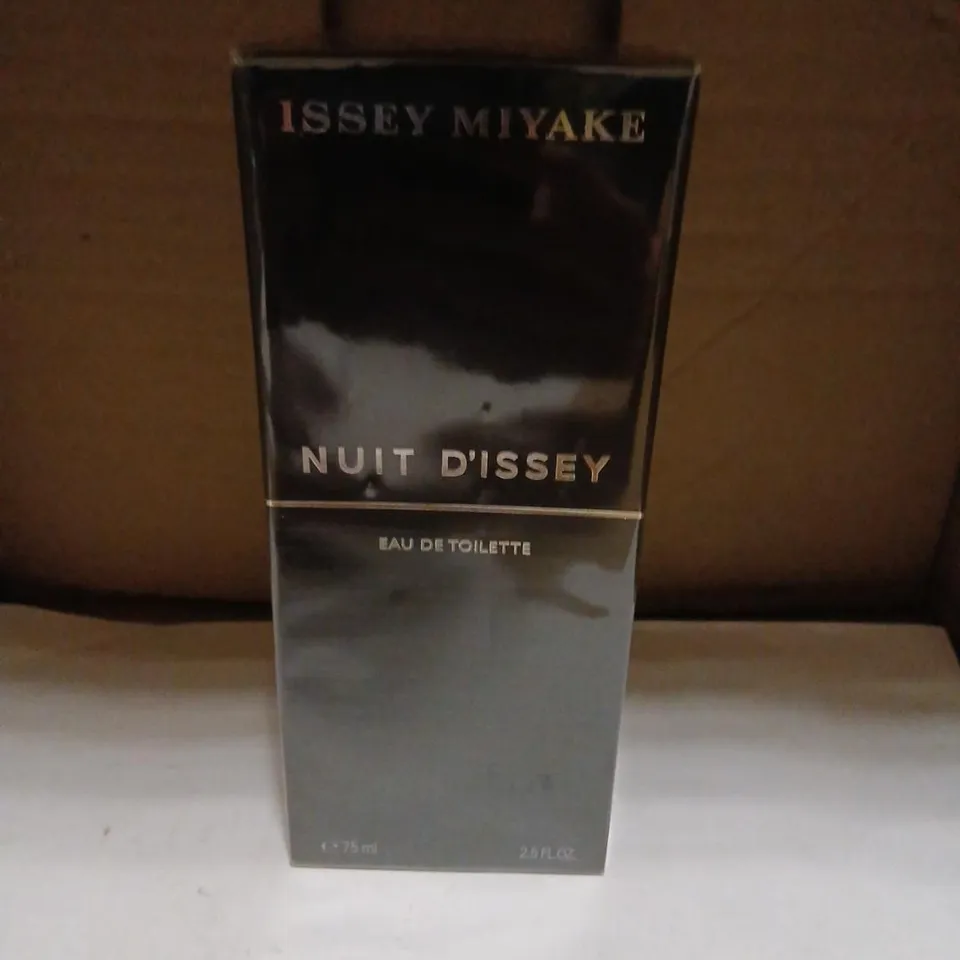 ISSEY MIYAKE
NUIT D'ISSEY
EAU DE TOILETTE
75 ml 2.5 FL.OZ.